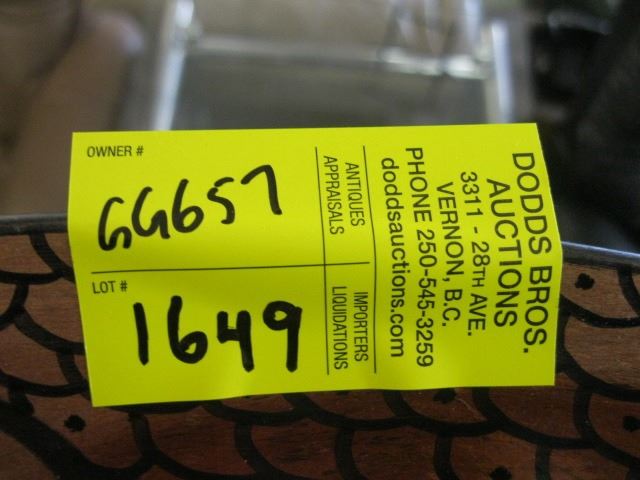 OWNER #
GG657
LOT #
1649
ANTIQUES
APPRAISALS
IMPORTERS
LIQUIDATIONS
DODDS BROS.
AUCTIONS
3311 - 28TH AVE.
VERNON, B.C.
PHONE 250-545-3259
doddsauctions.com